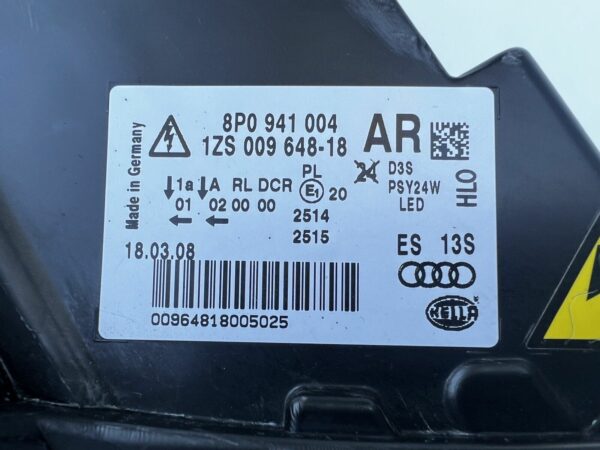 Made in Germany
8P0 941 004 AR
1ZS 009 648-18
PL
24 D3S
↓1a ↓A RL DCR E1 20 PSY24W
01 02 00 00 LED
← ← 2514
2515
HLO
18.03.08 ES 13S
00964818005025
HELLA